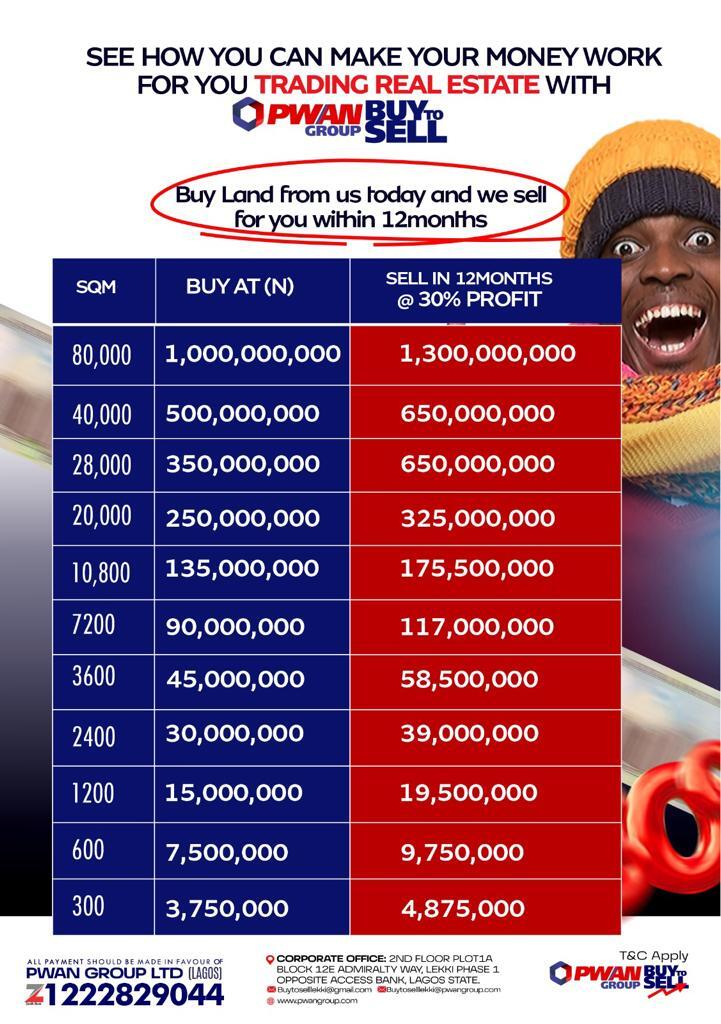 SEE HOW YOU CAN MAKE YOUR MONEY WORK
FOR YOU TRADING REAL ESTATE WITH
PWAN GROUP BUY TO SELL
Buy Land from us today and we sell
for you within 12months
SQM BUY AT (N) SELL IN 12MONTHS @ 30% PROFIT
80,000 1,000,000,000 1,300,000,000
40,000 500,000,000 650,000,000
28,000 350,000,000 650,000,000
20,000 250,000,000 325,000,000
10,800 135,000,000 175,500,000
7200 90,000,000 117,000,000
3600 45,000,000 58,500,000
2400 30,000,000 39,000,000
1200 15,000,000 19,500,000
600 7,500,000 9,750,000
300 3,750,000 4,875,000
ALL PAYMENT SHOULD BE MADE IN FAVOUR OF
PWAN GROUP LTD (LAGOS)
1222829044
CORPORATE OFFICE: 2ND FLOOR PLOT1A
BLOCK 12E ADMIRALTY WAY, LEKKI PHASE 1
OPPOSITE ACCESS BANK, LAGOS STATE.
Buytoselllekki@gmail.com Buytoselllekki@pwangroup.com
www.pwangroup.com
T&C Apply
PWAN GROUP BUY TO SELL